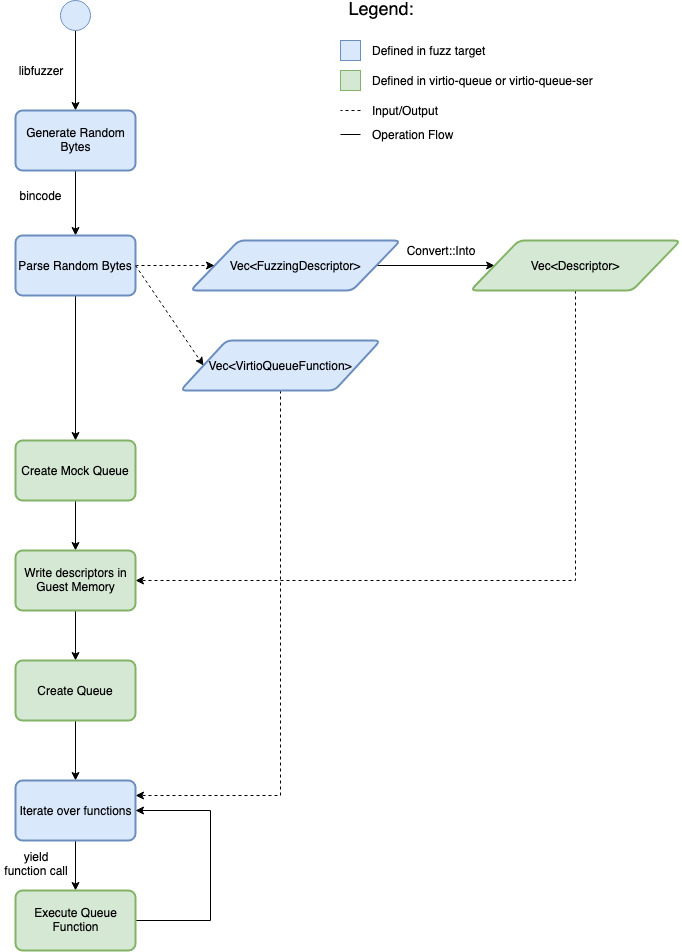 Legend:
Defined in fuzz target
Defined in virtio-queue or virtio-queue-ser
Input/Output
Operation Flow
libfuzzer
Generate Random
Bytes
bincode
Parse Random Bytes
Vec<FuzzingDescriptor>
Convert::Into
Vec<Descriptor>
Vec<VirtioQueueFunction>
Create Mock Queue
Write descriptors in
Guest Memory
Create Queue
Iterate over functions
yield
function call
Execute Queue
Function